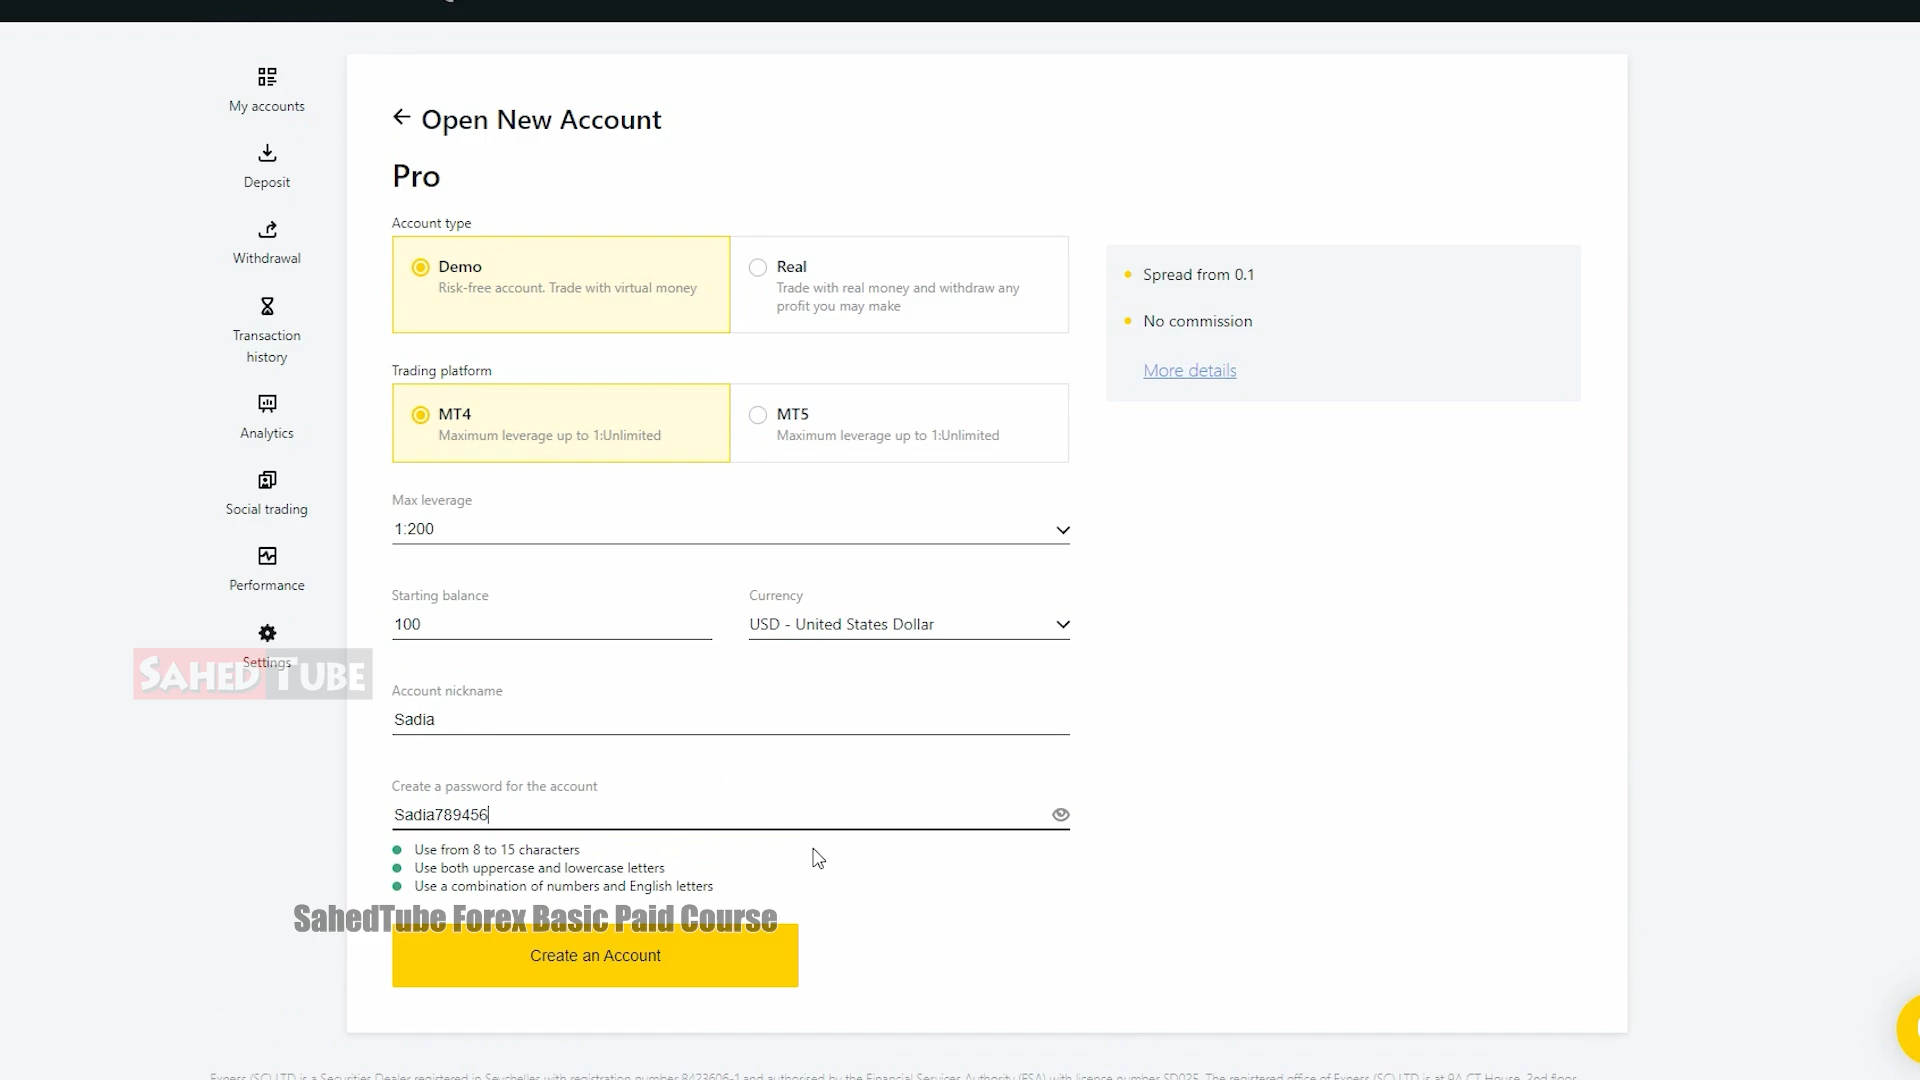 My accounts
Deposit
Withdrawal
Transaction
history
Analytics
Social trading
Performance
Settings
SAHED TUBE
Open New Account
Pro
Account type
Demo
Risk-free account. Trade with virtual money
Real
Trade with real money and withdraw any
profit you may make
Trading platform
MT4
Maximum leverage up to 1:Unlimited
MT5
Maximum leverage up to 1:Unlimited
Max leverage
1:200
Starting balance
100
Currency
USD - United States Dollar
Account nickname
Sadia
Create a password for the account
Sadia789456
Use from 8 to 15 characters
Use both uppercase and lowercase letters
Use a combination of numbers and English letters
SahedTube Forex Basic Paid Course
Create an Account
Spread from 0.1
No commission
More details